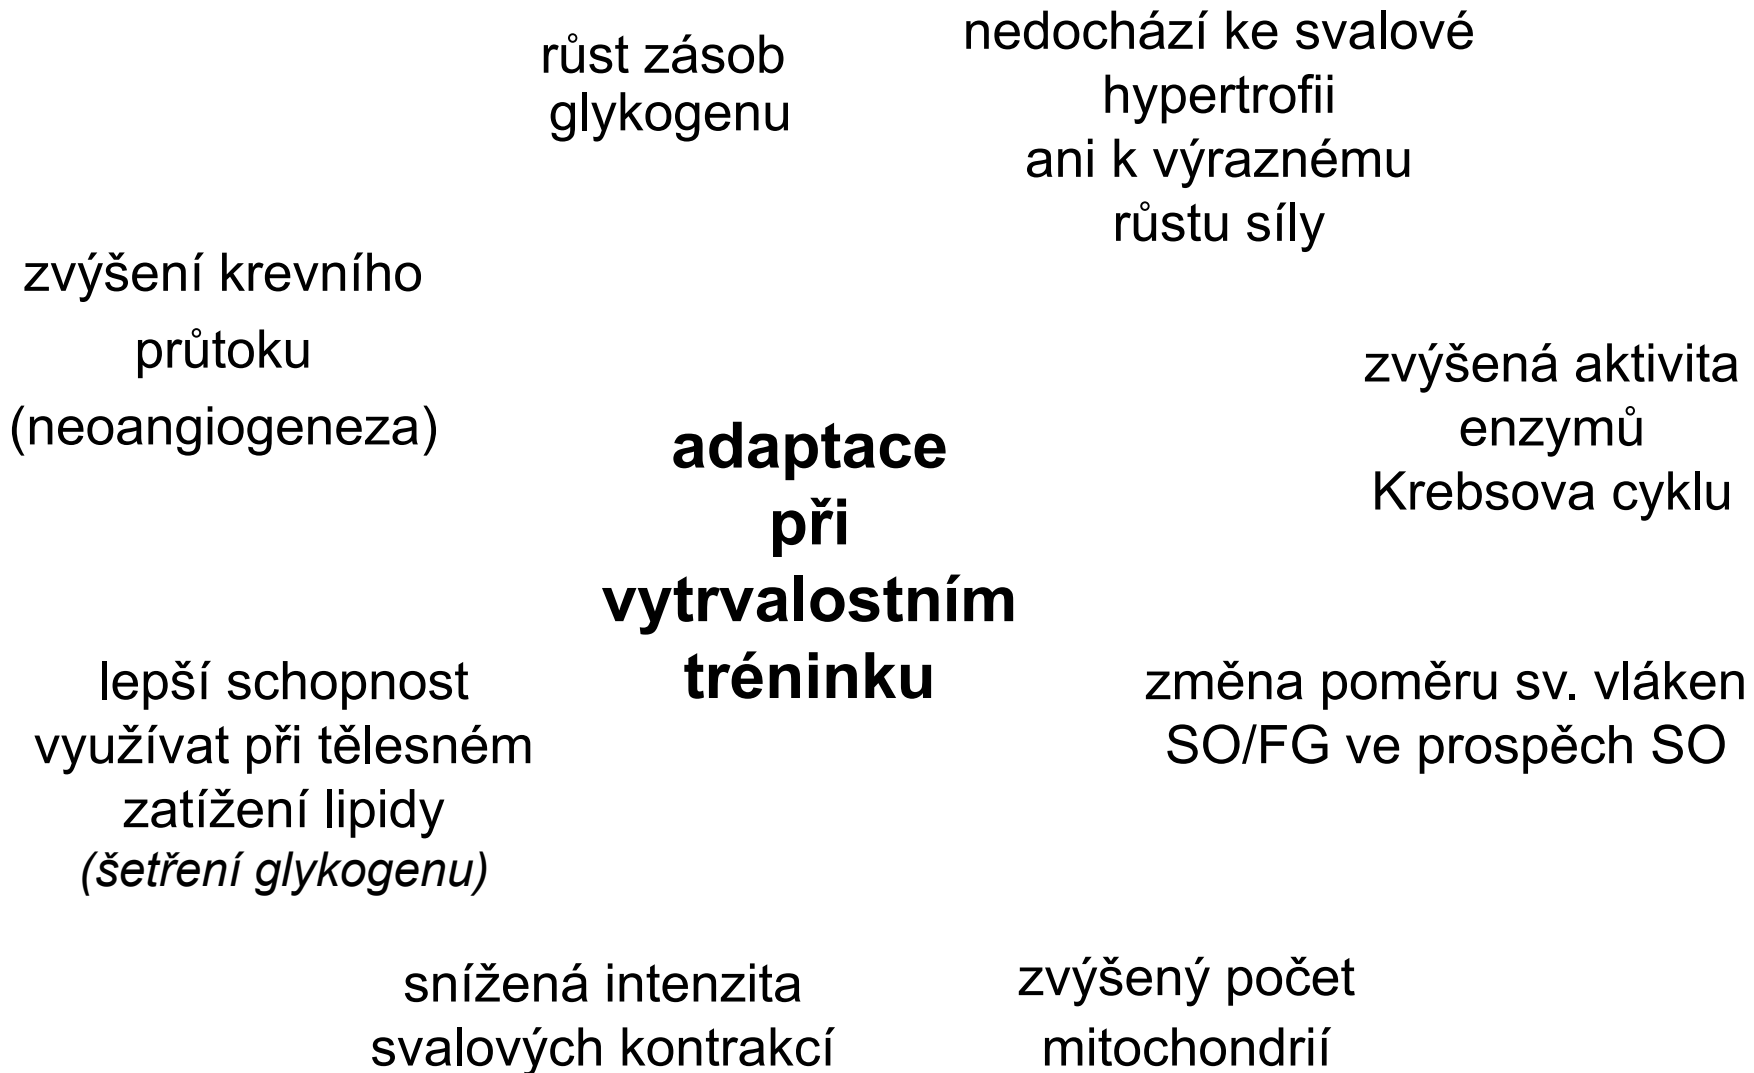 růst zásob
glykogenu
nedochází ke svalové
hypertrofii
ani k výraznému
růstu síly
zvýšení krevního
průtoku
(neoangiogeneza)
zvýšená aktivita
enzymů
Krebsova cyklu
adaptace
při
vytrvalostním
tréninku
lepší schopnost
využívat při tělesném
zatížení lipidy
(šetření glykogenu)
změna poměru sv. vláken
SO/FG ve prospěch SO
snížená intenzita
svalových kontrakcí
zvýšený počet
mitochondrií